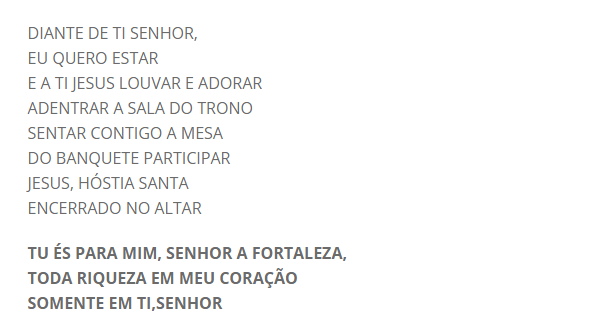 DIANTE DE TI SENHOR,
EU QUERO ESTAR
E A TI JESUS LOUVAR E ADORAR
ADENTRAR A SALA DO TRONO
SENTAR CONTIGO A MESA
DO BANQUETE PARTICIPAR
JESUS, HÓSTIA SANTA
ENCERRADO NO ALTAR
TU ÉS PARA MIM, SENHOR A FORTALEZA,
TODA RIQUEZA EM MEU CORAÇÃO
SOMENTE EM TI,SENHOR